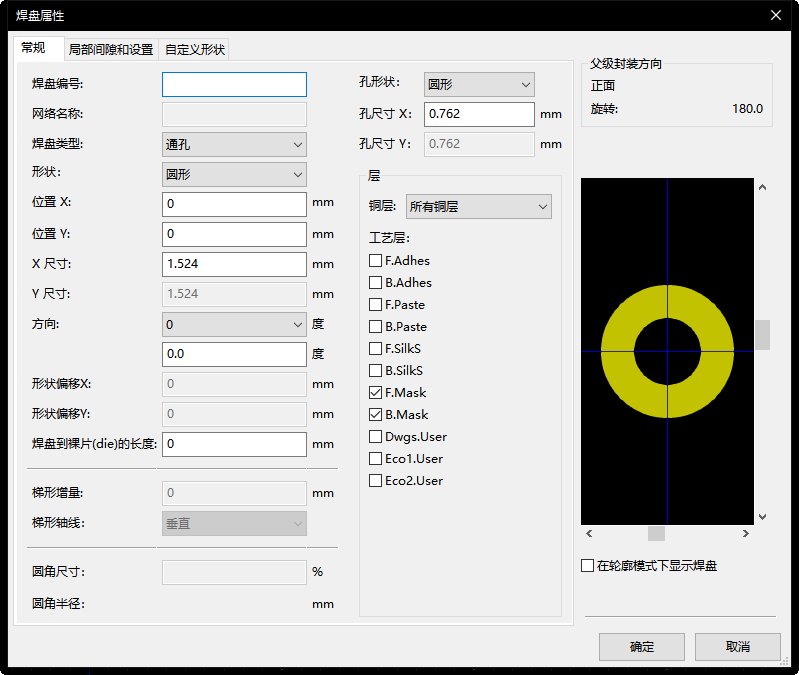 焊盘属性
常规 局部间隙和设置 自定义形状
焊盘编号:
网络名称:
焊盘类型: 通孔
形状: 圆形
位置 X: 0 mm
位置 Y: 0 mm
X 尺寸: 1.524 mm
Y 尺寸: 1.524 mm
方向: 0 度
0.0 度
形状偏移X: 0 mm
形状偏移Y: 0 mm
焊盘到裸片(die)的长度: 0 mm
梯形增量: 0 mm
梯形轴线: 垂直
圆角尺寸: %
圆角半径: mm
孔形状: 圆形
孔尺寸 X: 0.762 mm
孔尺寸 Y: 0.762 mm
层
铜层: 所有铜层
工艺层:
F.Adhes
B.Adhes
F.Paste
B.Paste
F.SilkS
B.SilkS
F.Mask
B.Mask
Dwgs.User
Eco1.User
Eco2.User
父级封装方向
正面
旋转: 180.0
在轮廓模式下显示焊盘
确定 取消